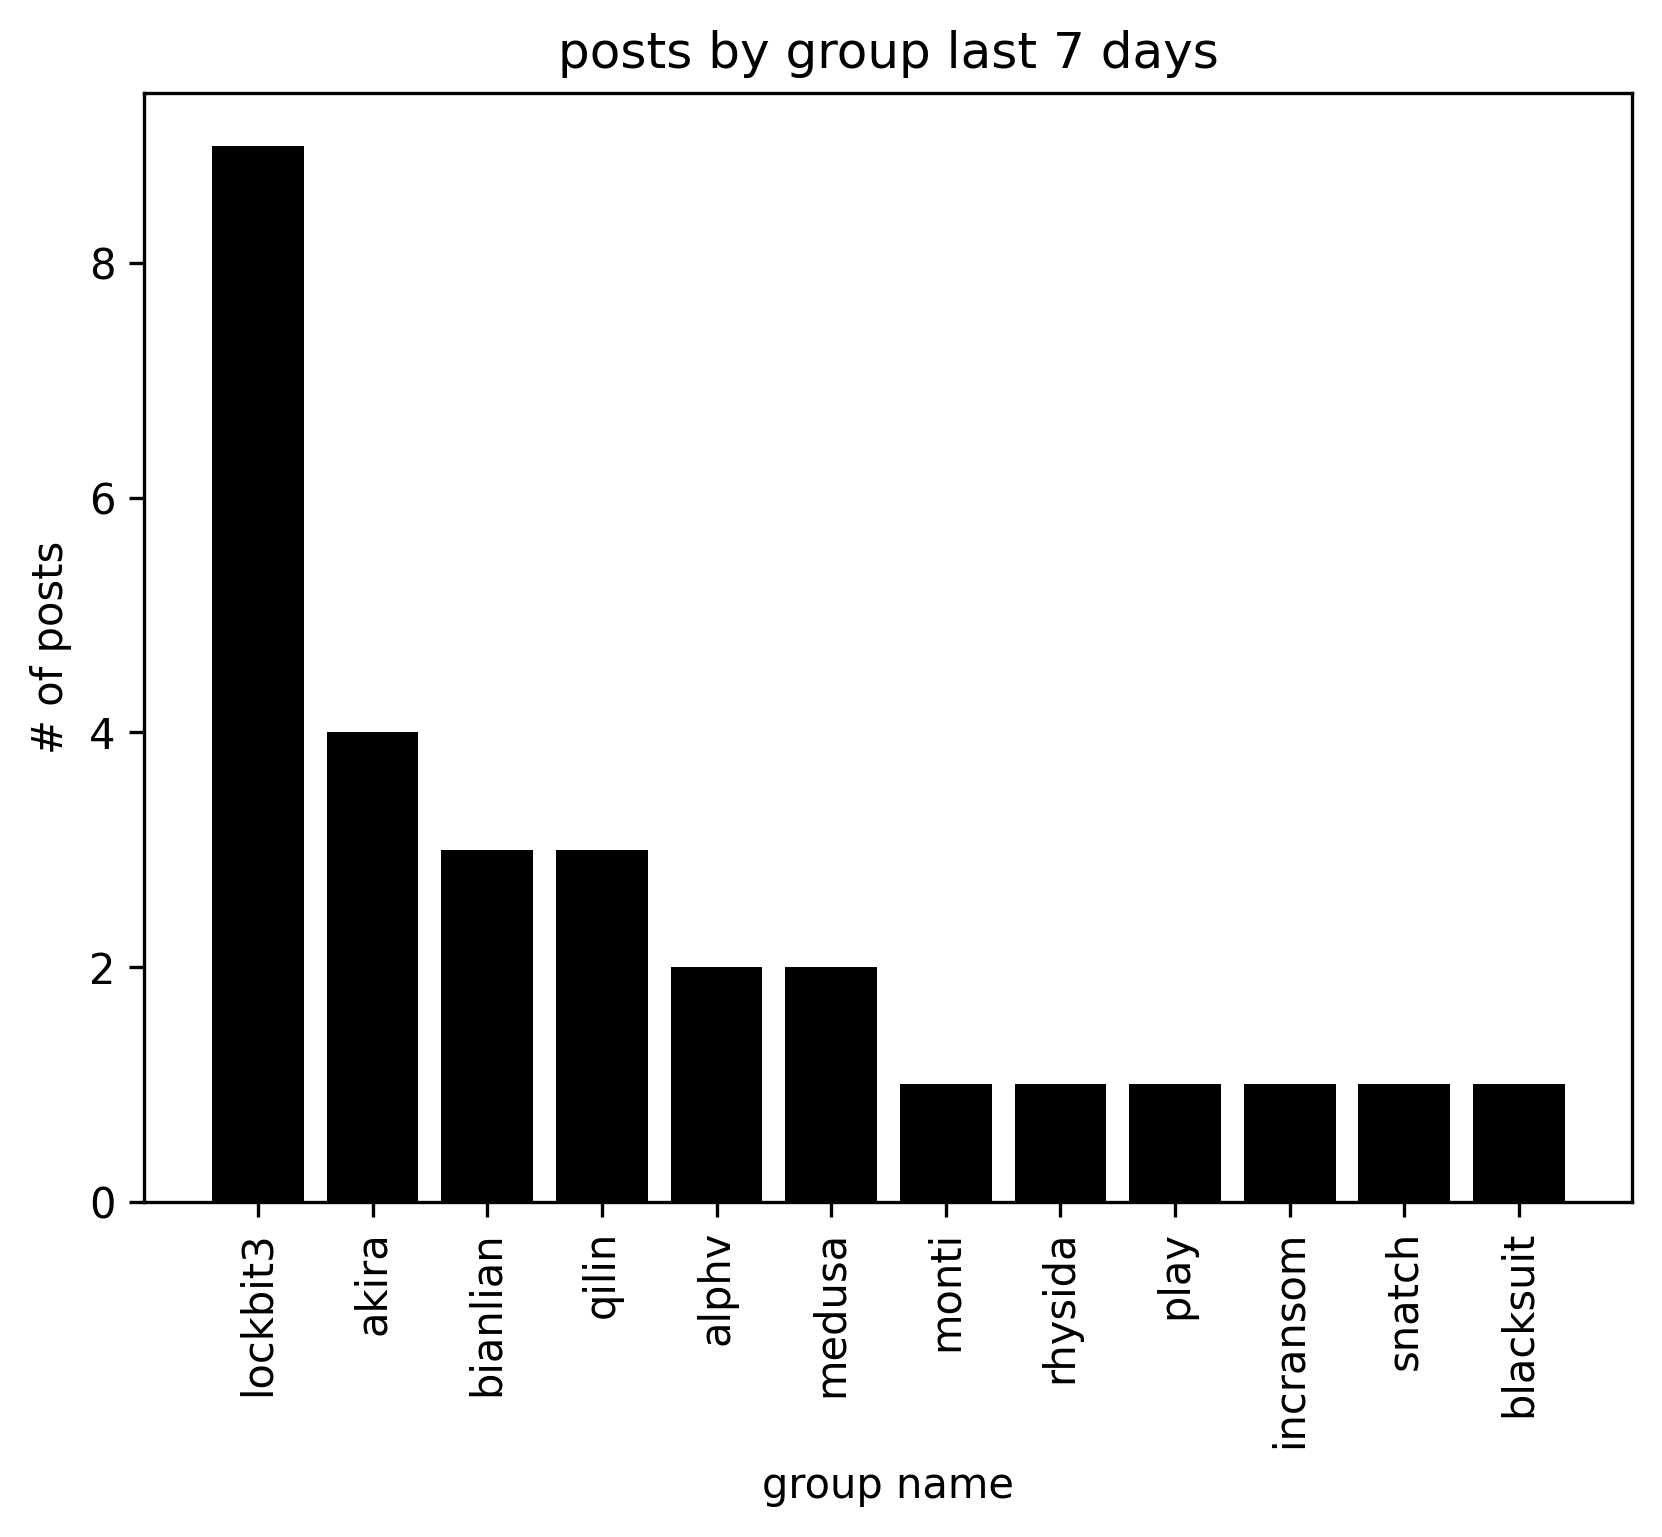 posts by group last 7 days
# of posts
8
6
4
2
0
lockbit3
akira
bianlian
qilin
alphv
medusa
monti
rhysida
play
incransom
snatch
blacksuit
group name